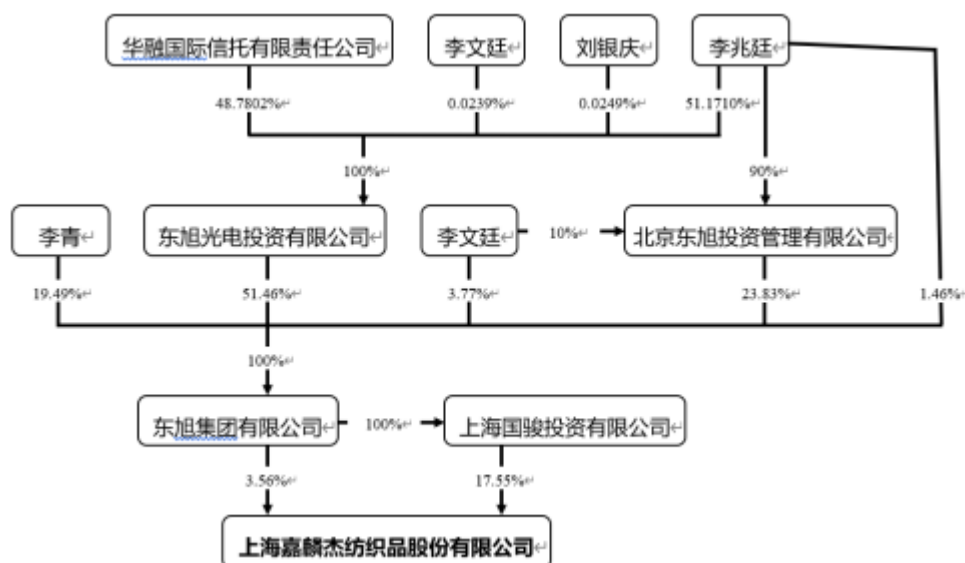 华融国际信托有限责任公司
李文廷
刘银庆
李兆廷
48.7802%
0.0239%
0.0249%
51.1710%
100%
90%
李青
东旭光电投资有限公司
李文廷
10%
北京东旭投资管理有限公司
19.49%
51.46%
3.77%
23.83%
1.46%
100%
东旭集团有限公司
100%
上海国骏投资有限公司
3.56%
17.55%
上海嘉麟杰纺织品股份有限公司